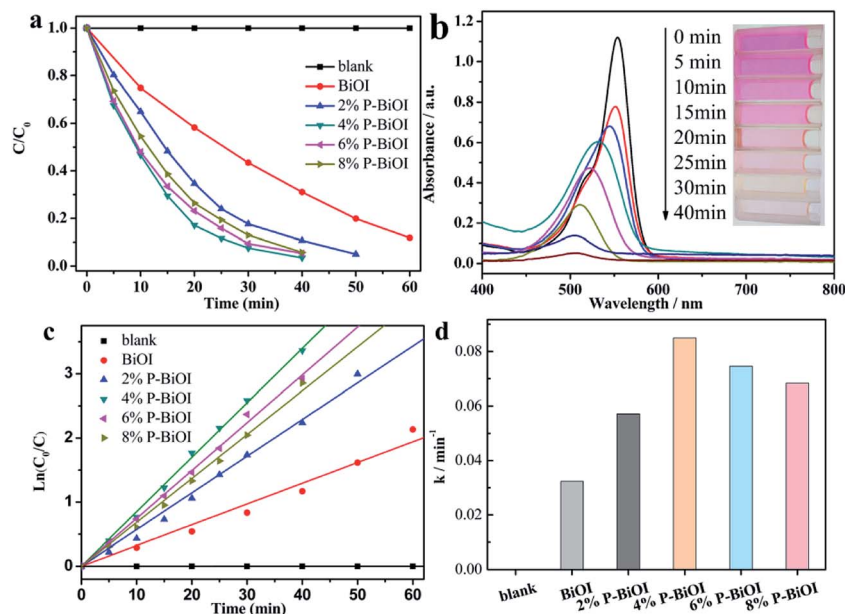 a
C/C0
1.0
0.8
0.6
0.4
0.2
0.0
blank
BiOI
2% P-BiOI
4% P-BiOI
6% P-BiOI
8% P-BiOI
0 10 20 30 40 50 60
Time (min)
b
Absorbance / a.u.
1.2
1.0
0.8
0.6
0.4
0.2
0.0
0 min
5 min
10min
15min
20min
25min
30min
40min
400 500 600 700 800
Wavelength / nm
c
Ln(C0/C)
3
2
1
0
blank
BiOI
2% P-BiOI
4% P-BiOI
6% P-BiOI
8% P-BiOI
0 10 20 30 40 50 60
Time (min)
d
k / min-1
0.08
0.06
0.04
0.02
0.00
blank BiOI 2% P-BiOI 4% P-BiOI 6% P-BiOI 8% P-BiOI